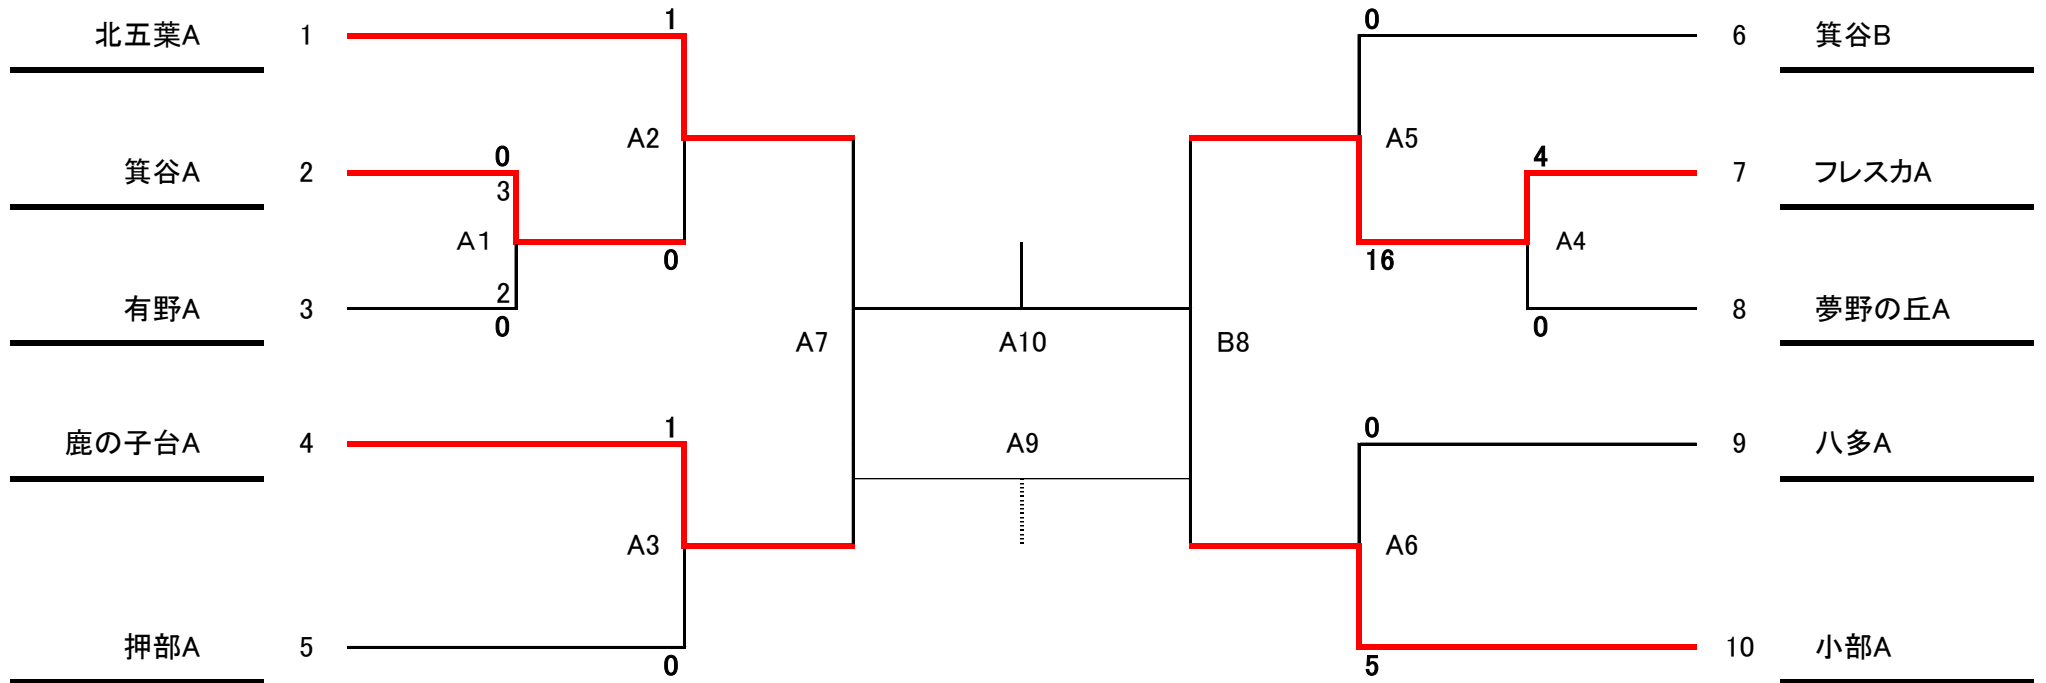 北五葉A 1 1 0 6 箕谷B
A2 A5
箕谷A 2 0 4 7 フレスカA
3
A1 0 16 A4
有野A 3 2 8 夢野の丘A
0 0
A7 A10 B8
鹿の子台A 4 1 A9 0 9 八多A
A3 A6
押部A 5 0 5 10 小部A